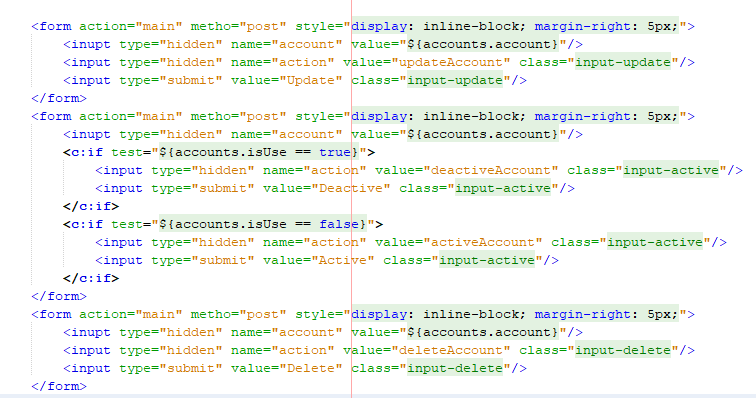 <form action="main" metho="post" style="display: inline-block; margin-right: 5px;">
<inupt type="hidden" name="account" value="${accounts.account}"/>
<input type="hidden" name="action" value="updateAccount" class="input-update"/>
<input type="submit" value="Update" class="input-update"/>
</form>
<form action="main" metho="post" style="display: inline-block; margin-right: 5px;">
<inupt type="hidden" name="account" value="${accounts.account}"/>
<c:if test="${accounts.isUse == true}">
<input type="hidden" name="action" value="deactiveAccount" class="input-active"/>
<input type="submit" value="Deactive" class="input-active"/>
</c:if>
<c:if test="${accounts.isUse == false}">
<input type="hidden" name="action" value="activeAccount" class="input-active"/>
<input type="submit" value="Active" class="input-active"/>
</c:if>
</form>
<form action="main" metho="post" style="display: inline-block; margin-right: 5px;">
<inupt type="hidden" name="account" value="${accounts.account}"/>
<input type="hidden" name="action" value="deleteAccount" class="input-delete"/>
<input type="submit" value="Delete" class="input-delete"/>
</form>